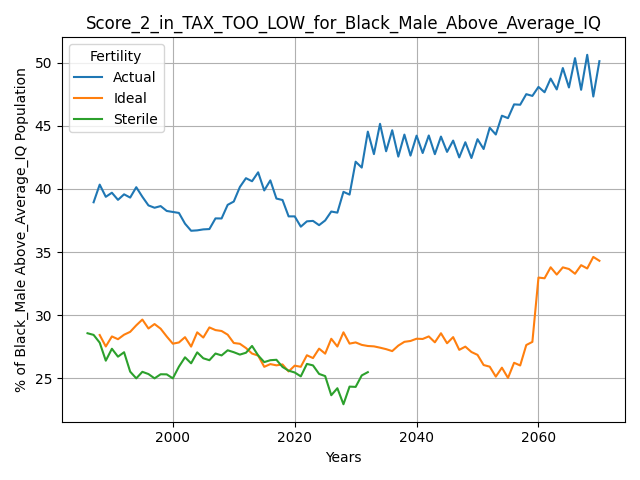 Score_2_in_TAX_TOO_LOW_for_Black_Male_Above_Average_IQ
Fertility
Actual
Ideal
Sterile
% of Black_Male Above_Average_IQ Population
50
45
40
35
30
25
2000
2020
2040
2060
Years